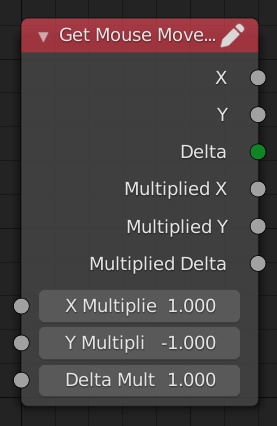 Get Mouse Move...
X
Y
Delta
Multiplied X
Multiplied Y
Multiplied Delta
X Multiplie 1.000
Y Multipli -1.000
Delta Mult 1.000